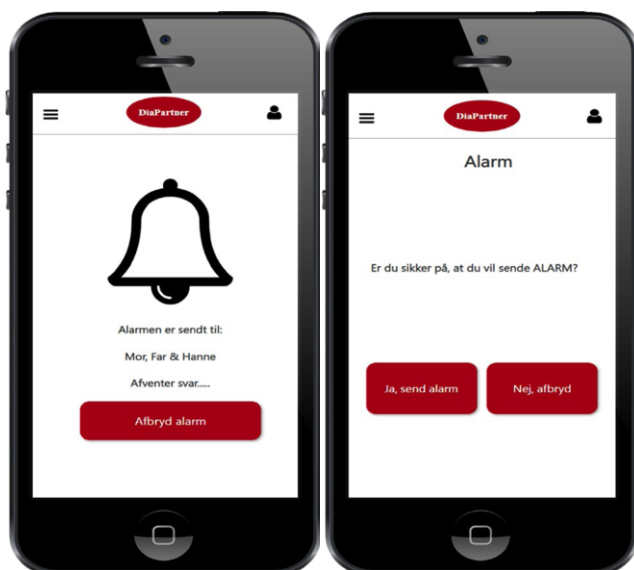 DiaPartner
Alarmen er sendt til:
Mor, Far & Hanne
Afventer svar.....
Afbryd alarm
DiaPartner
Alarm
Er du sikker på, at du vil sende ALARM?
Ja, send alarm
Nej, afbryd